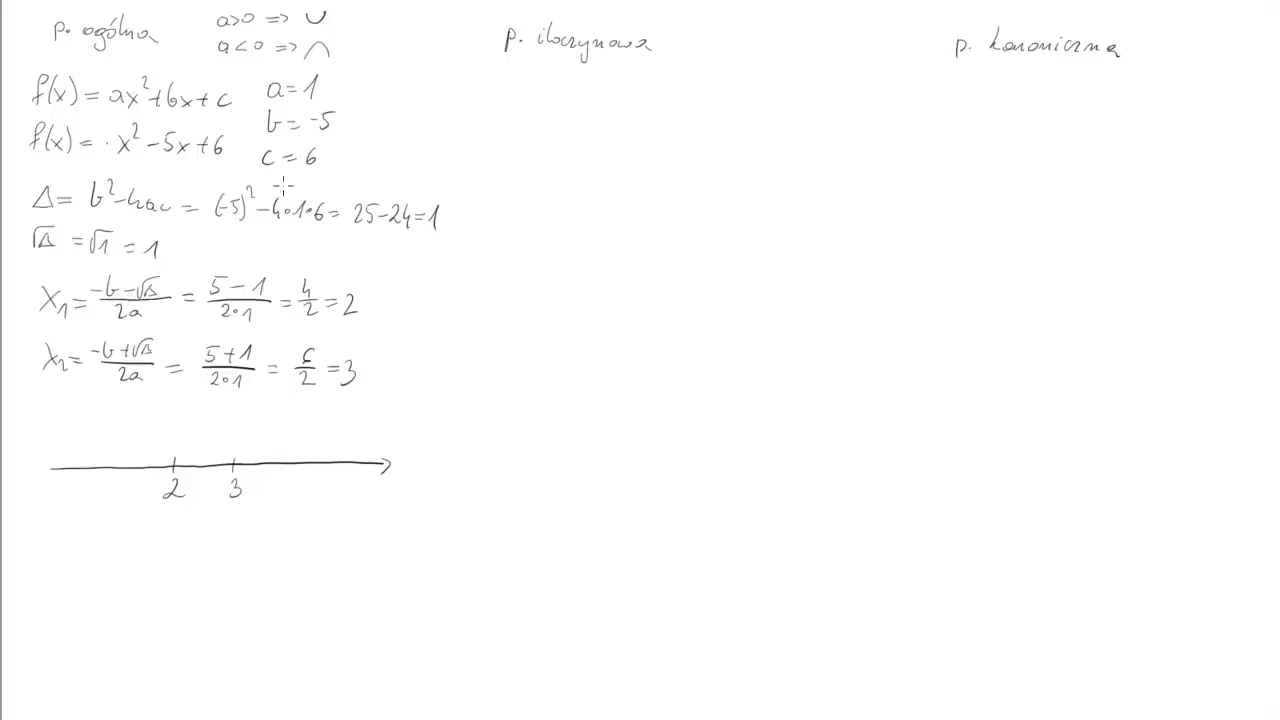 p. ogólna
a>0 => ∪
a<0 => ∩
f(x) = ax²+bx+c
f(x) = x² - 5x + 6
a = 1
b = -5
c = 6
Δ = b² - 4ac = (-5)² - 4·1·6 = 25 - 24 = 1
√Δ = √1 = 1
x₁ = (-b - √Δ)/2a = (5 - 1)/2·1 = 4/2 = 2
x₂ = (-b + √Δ)/2a = (5 + 1)/2·1 = 6/2 = 3
2 3
p. iloczynowa
p. kanoniczna